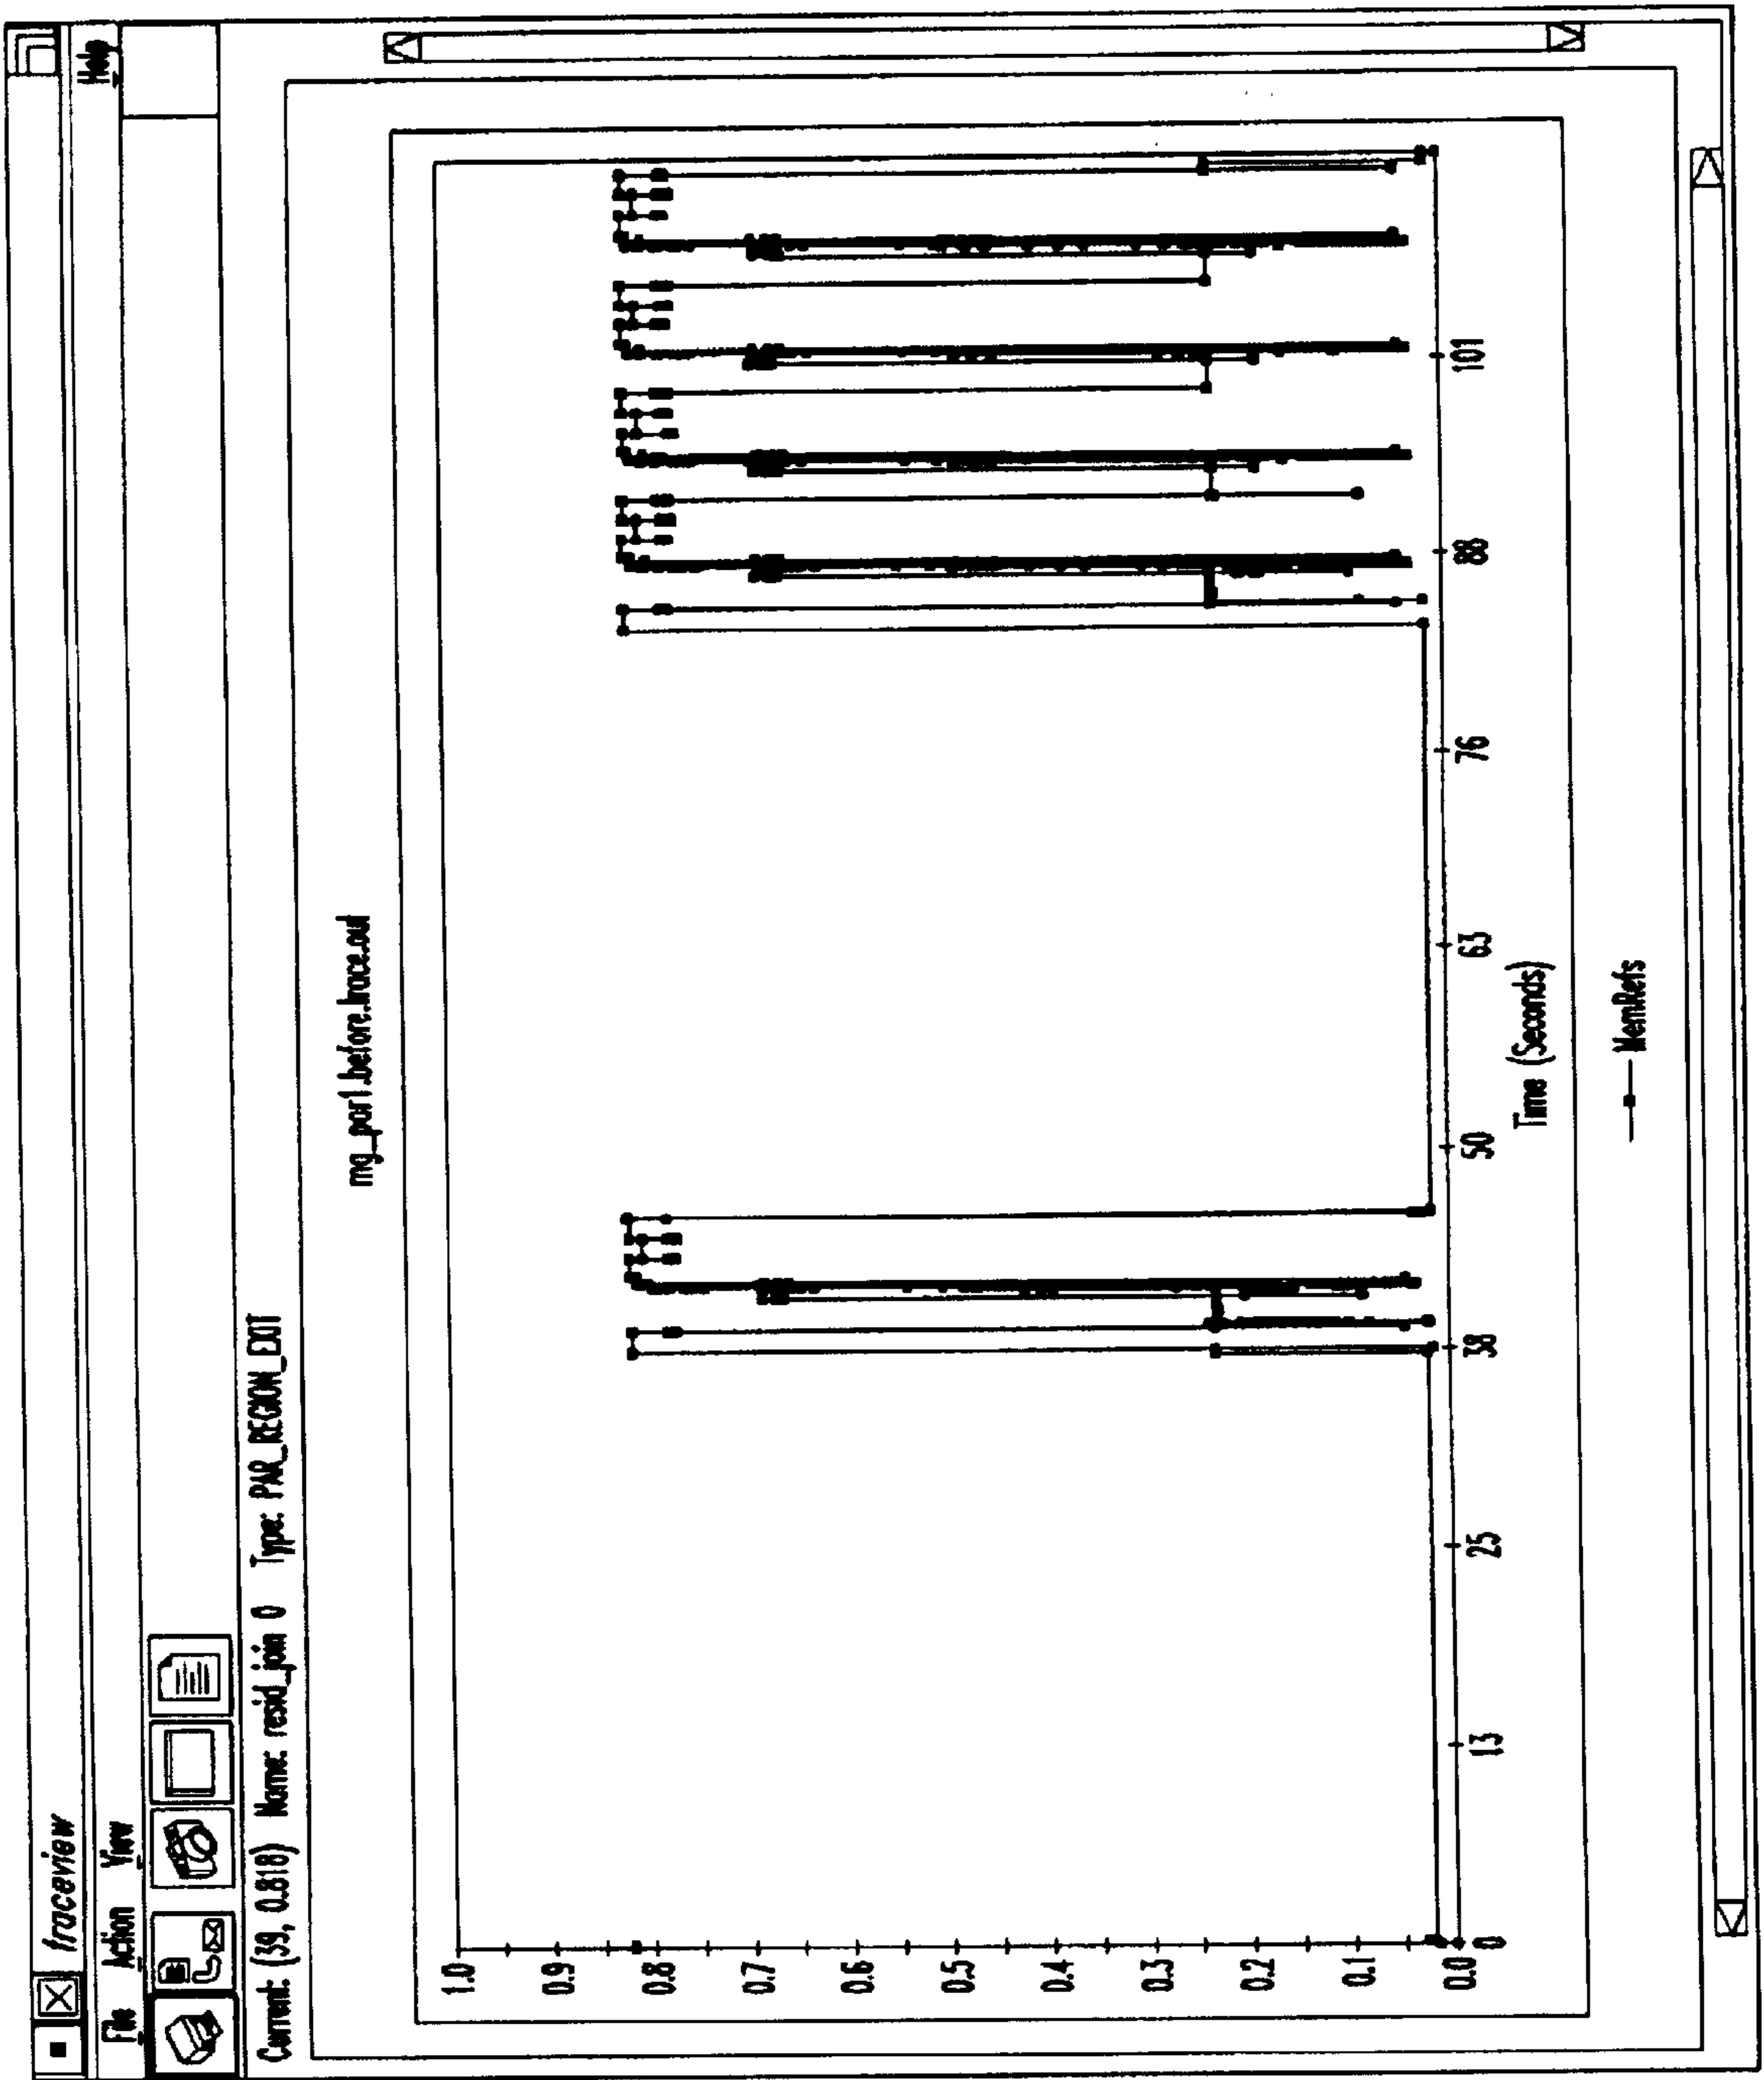 traceview
File Action View Help
Current: (39, 0.818) Name: resid_join 0 Type: PAR_REGION_EXIT
mg_par1.before.trace.out
1.0
0.9
0.8
0.7
0.6
0.5
0.4
0.3
0.2
0.1
0.0
0 13 25 38 50 63 76 88 101
Time (Seconds)
MemRefs